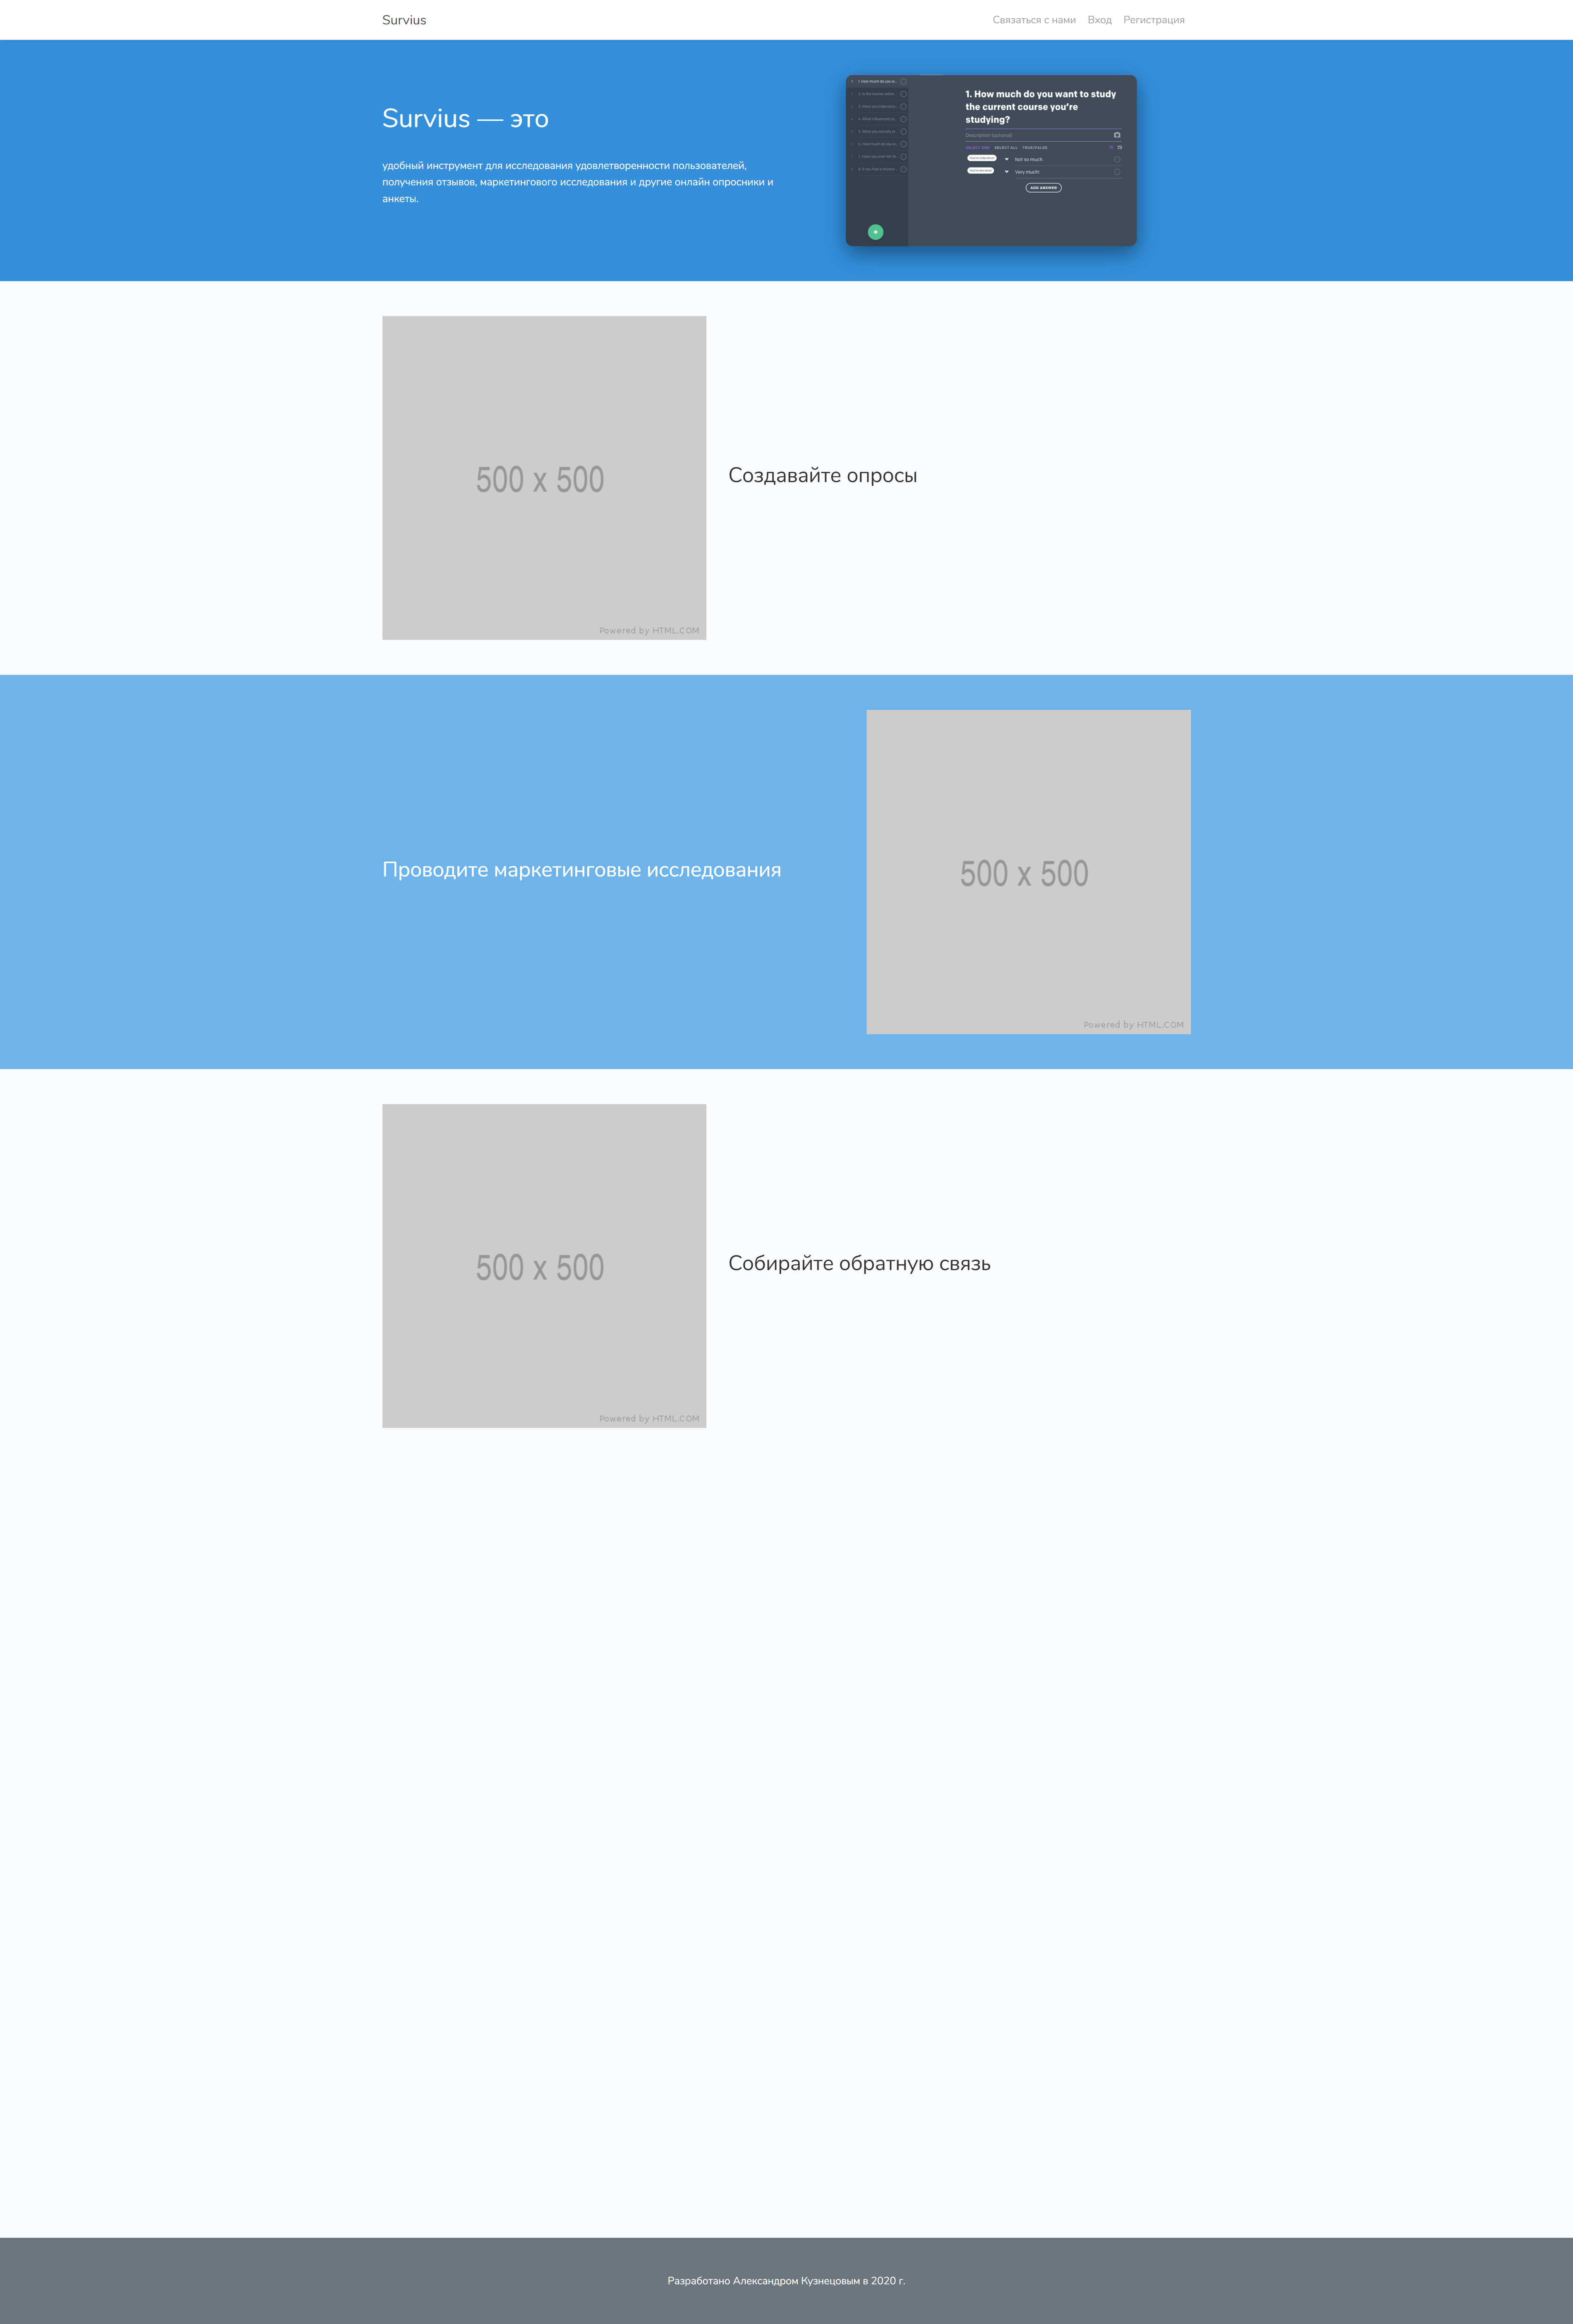 Survius
Связаться с нами Вход Регистрация
Survius — это
удобный инструмент для исследования удовлетворенности пользователей,
получения отзывов, маркетингового исследования и другие онлайн опросники и
анкеты.
1. How much do you want to study
the current course you're
studying?
Description (optional)
SELECT ONE SELECT ALL TRUE/FALSE
Not so much
Very much!
ADD ANSWER
500 x 500
Powered by HTML.COM
Создавайте опросы
Проводите маркетинговые исследования
500 x 500
Powered by HTML.COM
500 x 500
Powered by HTML.COM
Собирайте обратную связь
Разработано Александром Кузнецовым в 2020 г.